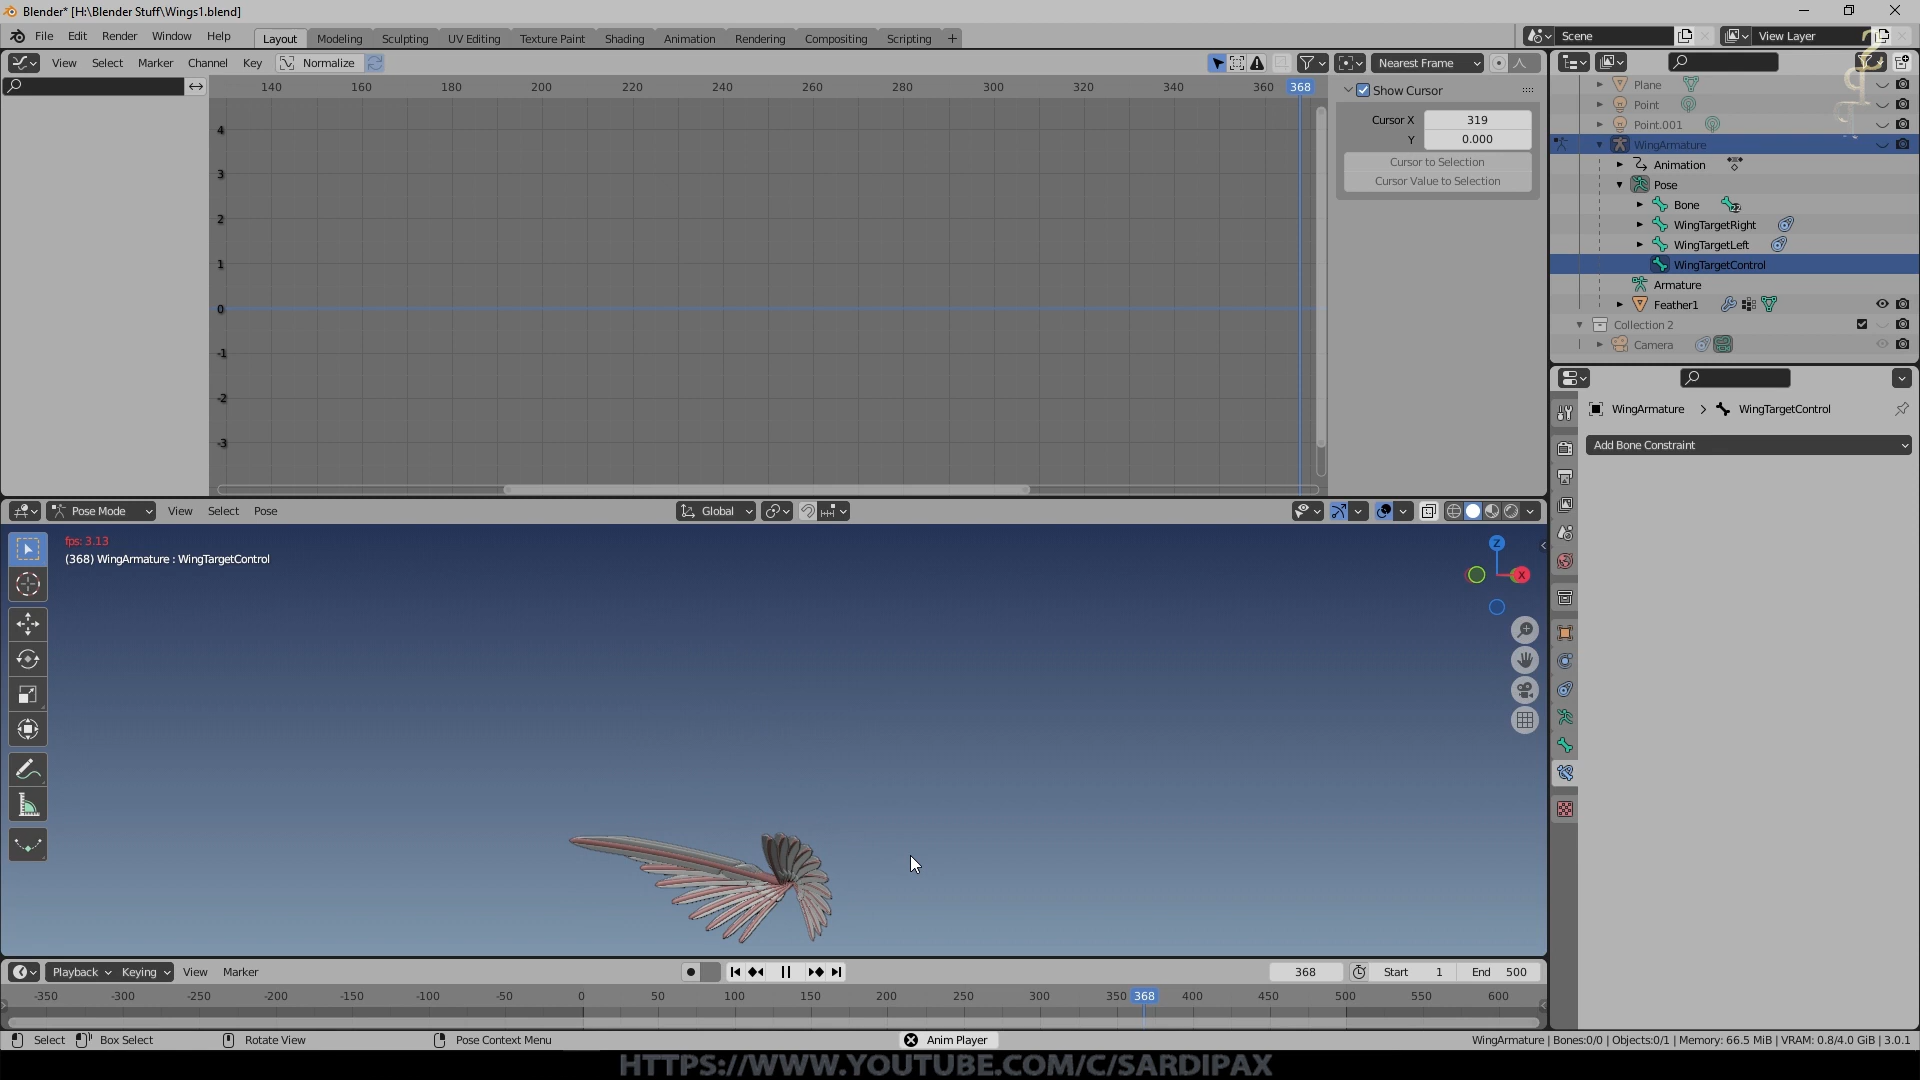 Blender* [H:\Blender Stuff\Wings1.blend]
File Edit Render Window Help
Layout Modeling Sculpting UV Editing Texture Paint Shading Animation Rendering Compositing Scripting +
Scene View Layer
View Select Marker Channel Key Normalize Nearest Frame
140 160 180 200 220 240 260 280 300 320 340 360 368
4
3
2
1
0
-1
-2
-3
Show Cursor
Cursor X 319
Y 0.000
Cursor to Selection
Cursor Value to Selection
Plane
Point
Point.001
WingArmature
Animation
Pose
Bone 22
WingTargetRight
WingTargetLeft
WingTargetControl
Armature
Feather1
Collection 2
Camera
WingArmature > WingTargetControl
Add Bone Constraint
Pose Mode View Select Pose Global
fps: 3.13
(368) WingArmature : WingTargetControl
Z
X
Playback Keying View Marker 368 Start 1 End 500
-350 -300 -250 -200 -150 -100 -50 0 50 100 150 200 250 300 350 368 400 450 500 550 600
Select Box Select Rotate View Pose Context Menu Anim Player WingArmature | Bones:0/0 | Objects:0/1 | Memory: 66.5 MiB | VRAM: 0.8/4.0 GiB | 3.0.1
HTTPS://WWW.YOUTUBE.COM/C/SARDIPAX